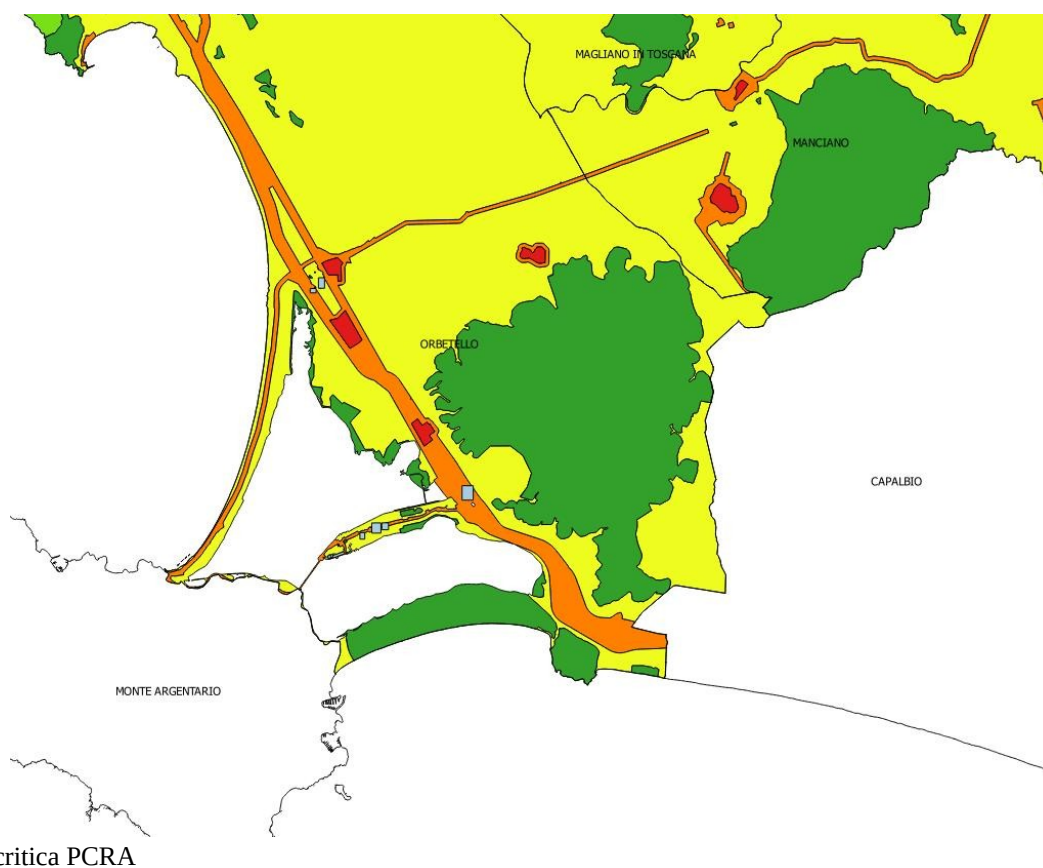 MAGLIANO IN TOSCANA
MANCIANO
ORBETELLO
CAPALBIO
MONTE ARGENTARIO
critica PCRA